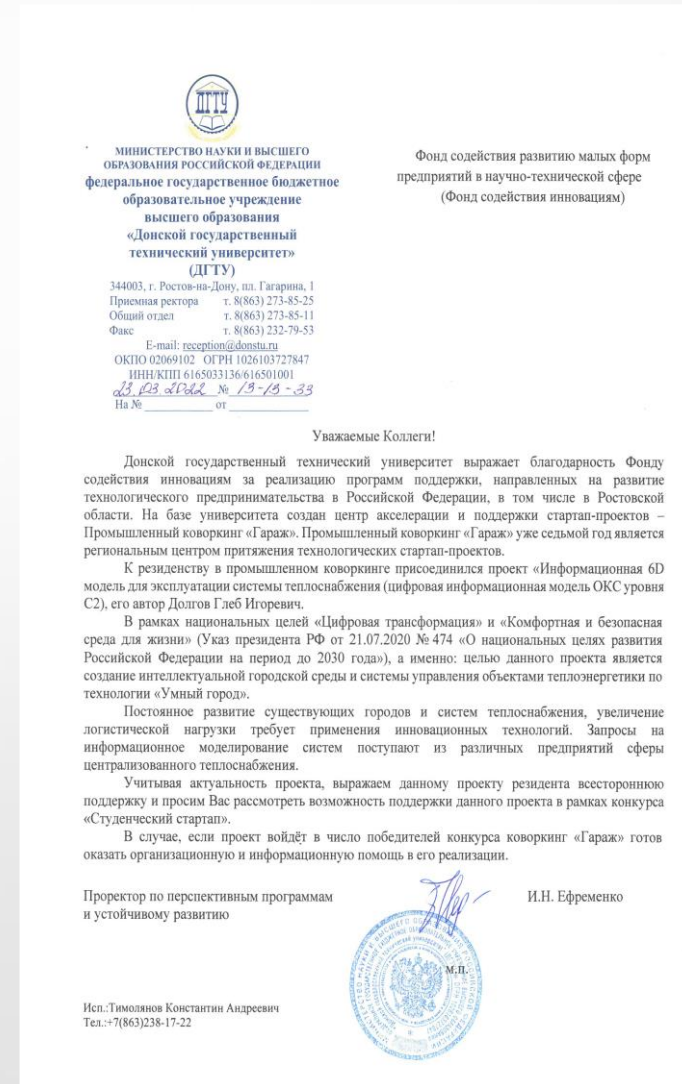 ДГТУ
МИНИСТЕРСТВО НАУКИ И ВЫСШЕГО
ОБРАЗОВАНИЯ РОССИЙСКОЙ ФЕДЕРАЦИИ
федеральное государственное бюджетное
образовательное учреждение
высшего образования
«Донской государственный
технический университет»
(ДГТУ)
344003, г. Ростов-на-Дону, пл. Гагарина, 1
Приемная ректора т. 8(863) 273-85-25
Общий отдел т. 8(863) 273-85-11
Факс т. 8(863) 232-79-53
E-mail: reception@donstu.ru
ОКПО 02069102 ОГРН 1026103727847
ИНН/КПП 6165033136/616501001
23.03.2022 № 13-13-33
На № ____________ от ______________
Фонд содействия развитию малых форм
предприятий в научно-технической сфере
(Фонд содействия инновациям)
Уважаемые Коллеги!
Донской государственный технический университет выражает благодарность Фонду
содействия инновациям за реализацию программ поддержки, направленных на развитие
технологического предпринимательства в Российской Федерации, в том числе в Ростовской
области. На базе университета создан центр акселерации и поддержки стартап-проектов –
Промышленный коворкинг «Гараж». Промышленный коворкинг «Гараж» уже седьмой год является
региональным центром притяжения технологических стартап-проектов.
К резиденству в промышленном коворкинге присоединился проект «Информационная 6D
модель для эксплуатации системы теплоснабжения (цифровая информационная модель ОКС уровня
С2), его автор Долгов Глеб Игоревич.
В рамках национальных целей «Цифровая трансформация» и «Комфортная и безопасная
среда для жизни» (Указ президента РФ от 21.07.2020 № 474 «О национальных целях развития
Российской Федерации на период до 2030 года»), а именно: целью данного проекта является
создание интеллектуальной городской среды и системы управления объектами теплоэнергетики по
технологии «Умный город».
Постоянное развитие существующих городов и систем теплоснабжения, увеличение
логистической нагрузки требует применения инновационных технологий. Запросы на
информационное моделирование систем поступают из различных предприятий сферы
централизованного теплоснабжения.
Учитывая актуальность проекта, выражаем данному проекту резидента всестороннюю
поддержку и просим Вас рассмотреть возможность поддержки данного проекта в рамках конкурса
«Студенческий стартап».
В случае, если проект войдёт в число победителей конкурса коворкинг «Гараж» готов
оказать организационную и информационную помощь в его реализации.
Проректор по перспективным программам
и устойчивому развитию
И.Н. Ефременко
м.п.
Исп.:Тимолянов Константин Андреевич
Тел.:+7(863)238-17-22